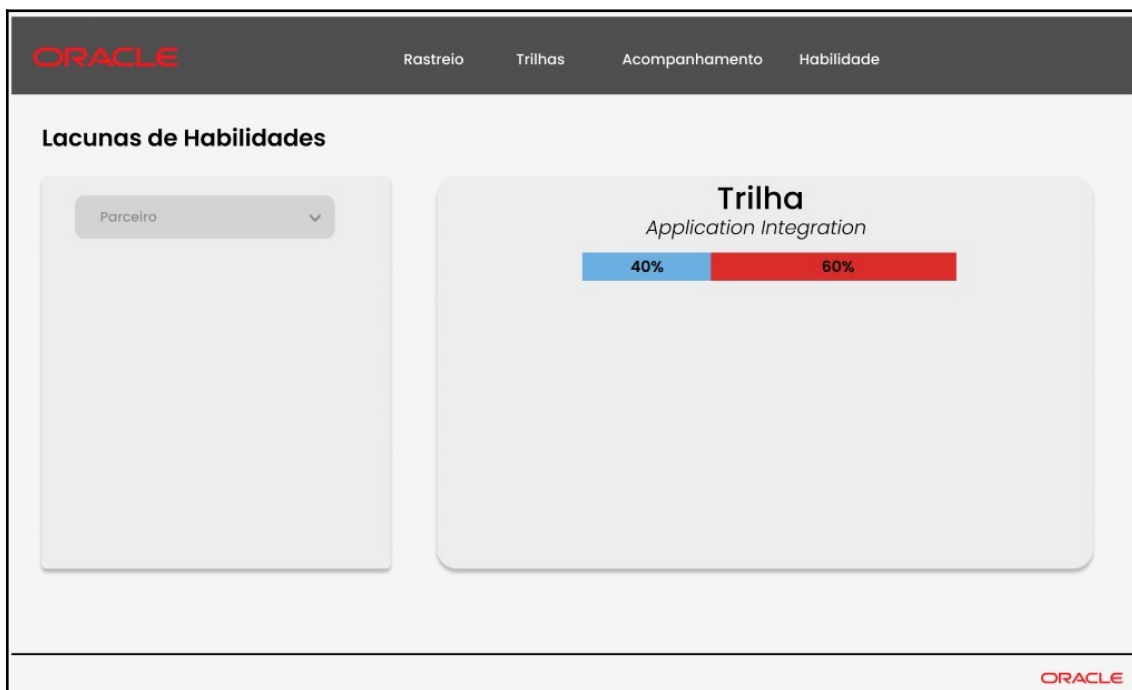 ORACLE
Rastreio Trilhas Acompanhamento Habilidade
Lacunas de Habilidades
Parceiro
Trilha
Application Integration
40% 60%
ORACLE